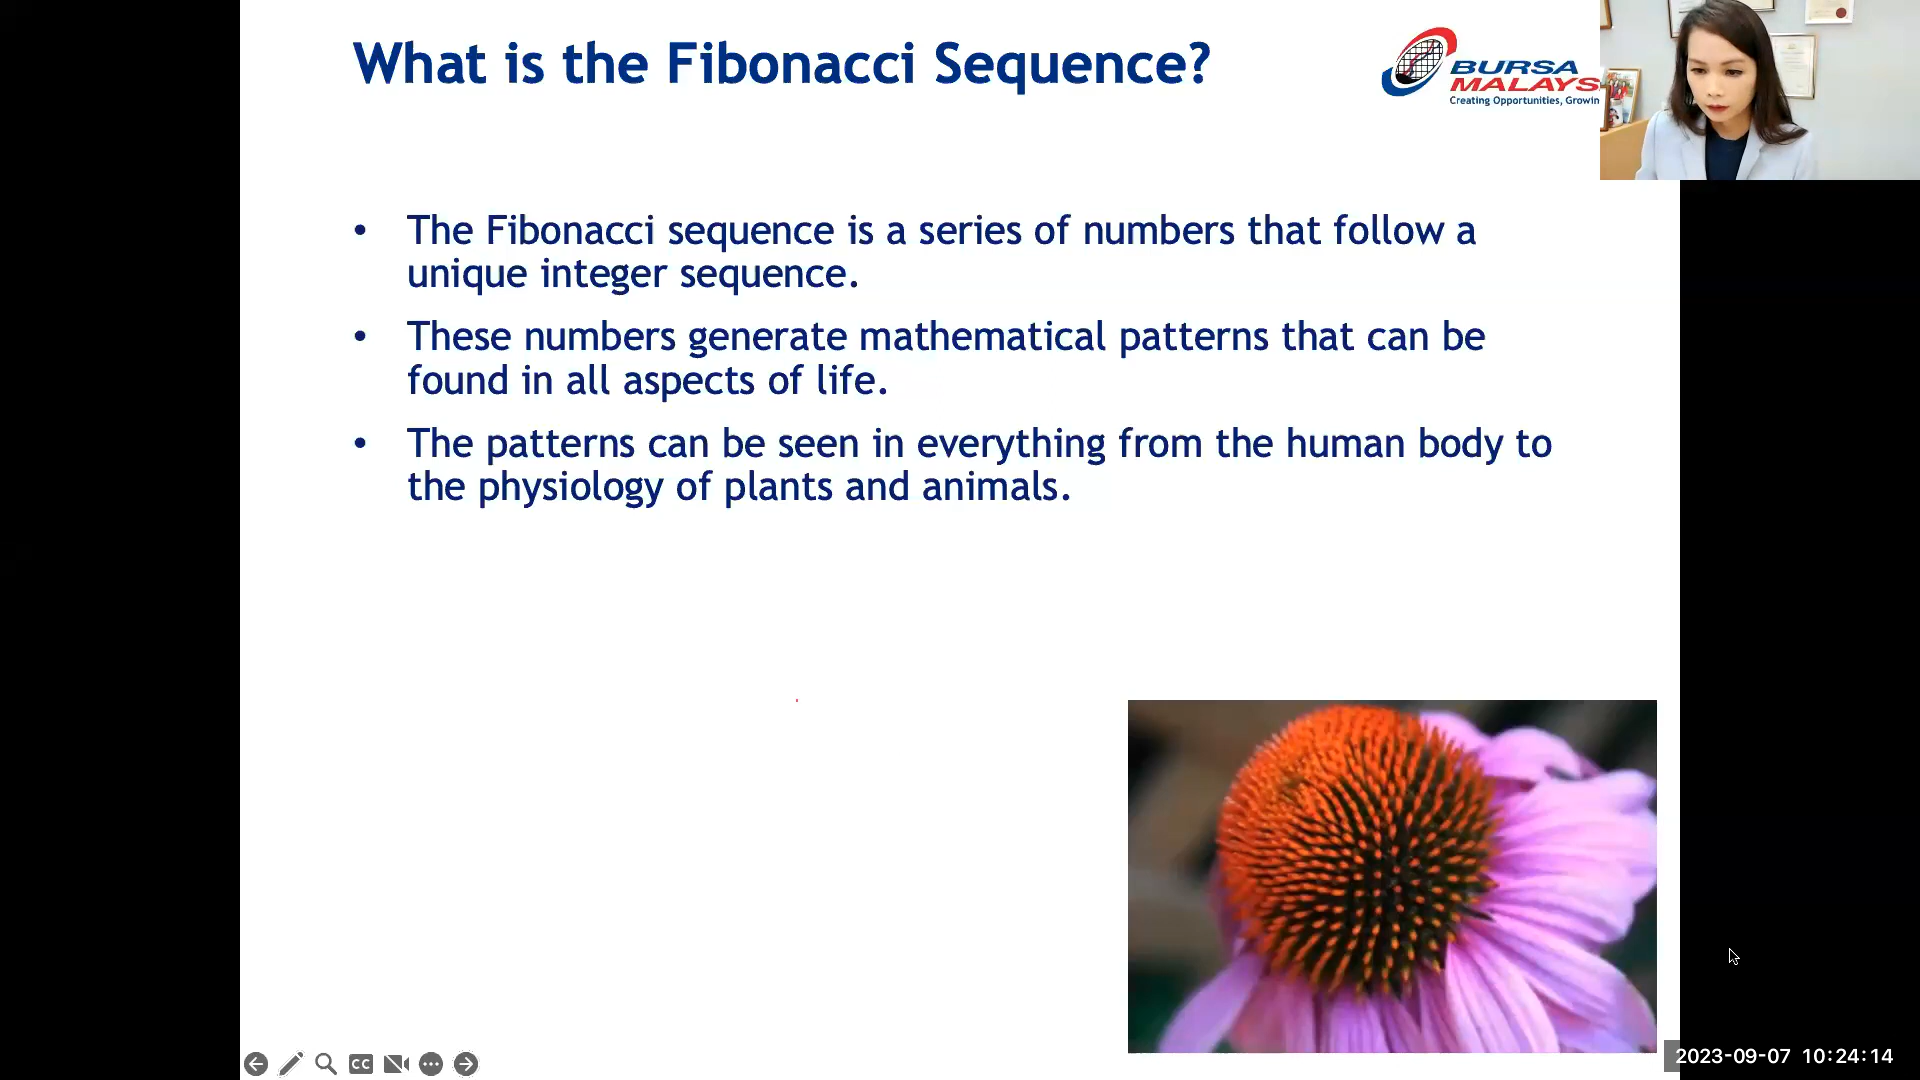 What is the Fibonacci Sequence?
BURSA
MALAYS
Creating Opportunities, Growin
• The Fibonacci sequence is a series of numbers that follow a
unique integer sequence.
• These numbers generate mathematical patterns that can be
found in all aspects of life.
• The patterns can be seen in everything from the human body to
the physiology of plants and animals.
CC
2023-09-07 10:24:14